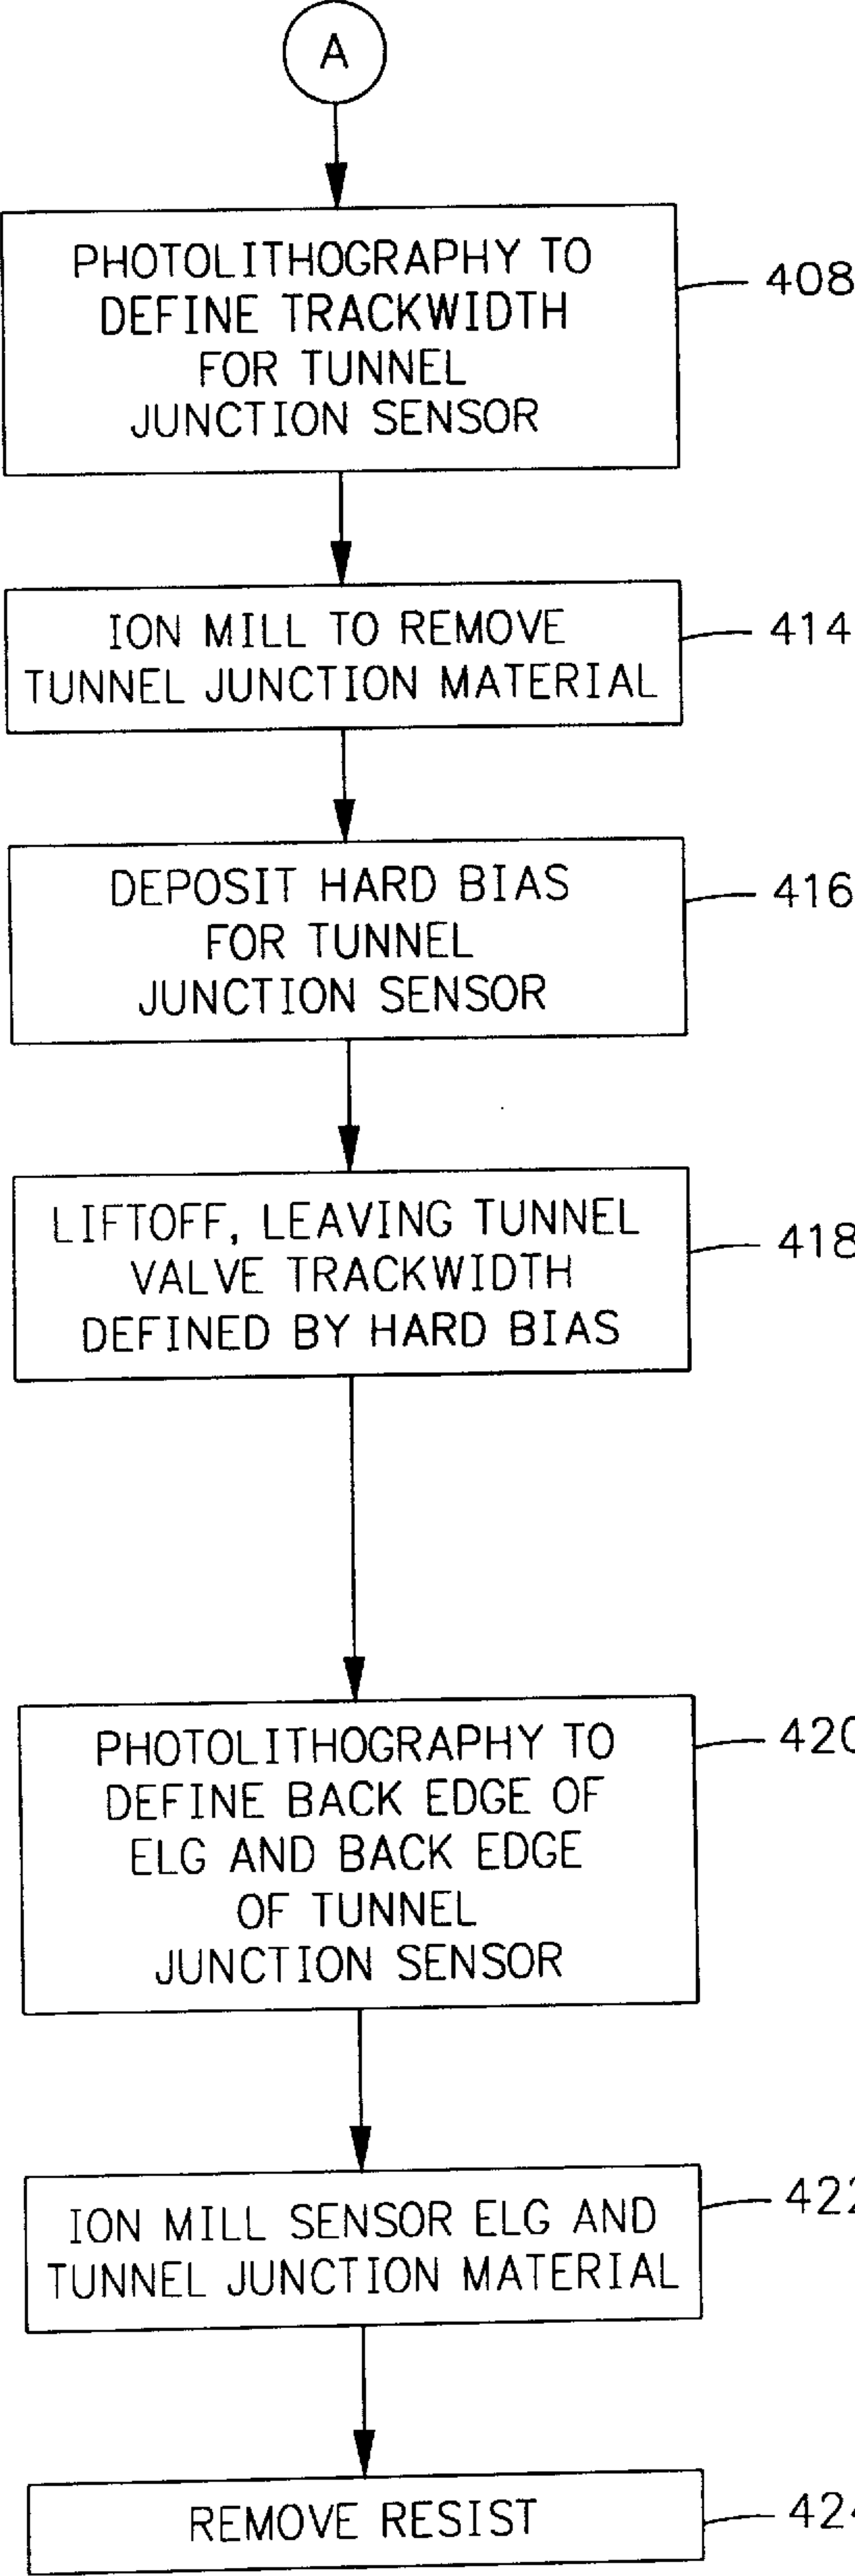 A
PHOTOLITHOGRAPHY TO
DEFINE TRACKWIDTH
FOR TUNNEL
JUNCTION SENSOR
408
ION MILL TO REMOVE
TUNNEL JUNCTION MATERIAL
414
DEPOSIT HARD BIAS
FOR TUNNEL
JUNCTION SENSOR
416
LIFTOFF, LEAVING TUNNEL
VALVE TRACKWIDTH
DEFINED BY HARD BIAS
418
PHOTOLITHOGRAPHY TO
DEFINE BACK EDGE OF
ELG AND BACK EDGE
OF TUNNEL
JUNCTION SENSOR
420
ION MILL SENSOR ELG AND
TUNNEL JUNCTION MATERIAL
422
REMOVE RESIST
424